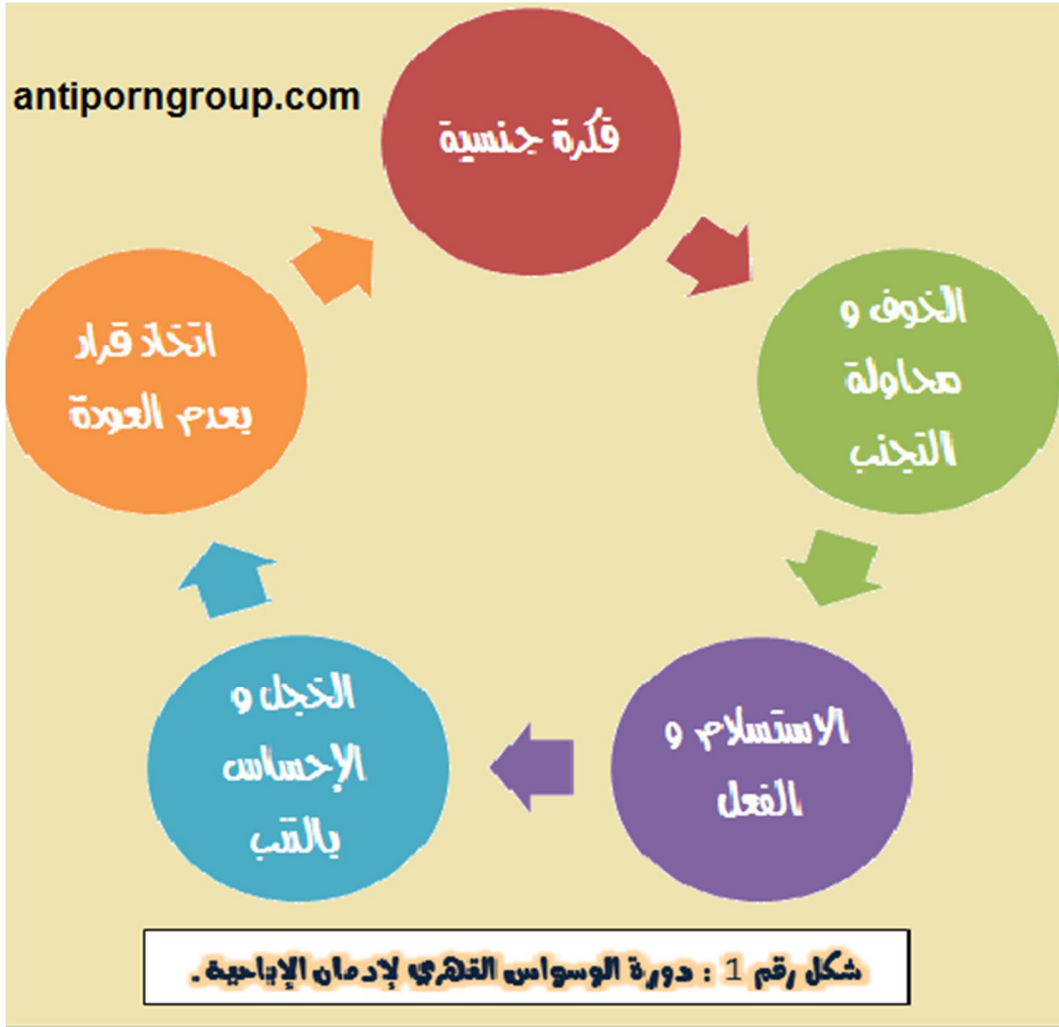 antiporngroup.com
فكرة جنسية
الخوف و
محاولة
التجنب
الاستسلام و
الفعل
الخجل و
الإحساس
بالذنب
اتخاذ قرار
بعدم العودة
شكل رقم 1 : دورة الوسواس القهري لإدمان الإباحية .